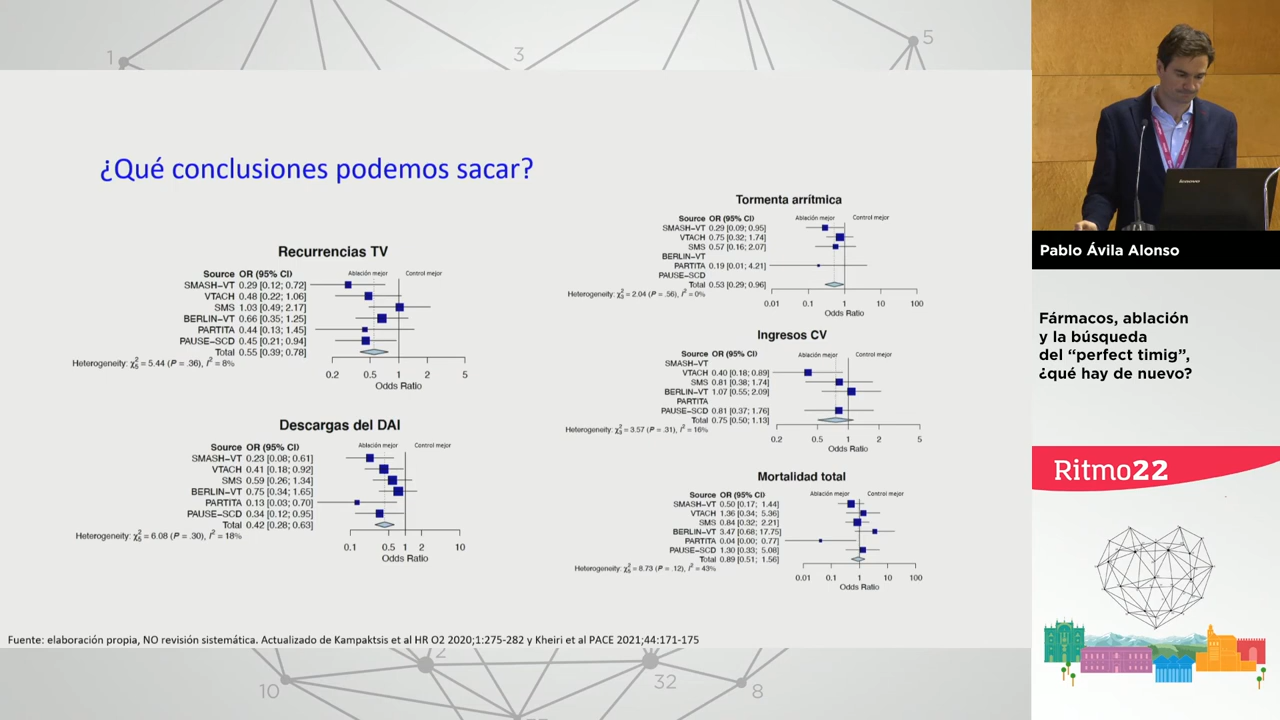 1
3
5
¿Qué conclusiones podemos sacar?
Recurrencias TV
Source OR (95% CI)
Ablación mejor
Control mejor
SMASH−VT 0.29 [0.12; 0.72]
VTACH 0.48 [0.22; 1.06]
SMS 1.03 [0.49; 2.17]
BERLIN−VT 0.66 [0.35; 1.25]
PARTITA 0.44 [0.13; 1.45]
PAUSE−SCD 0.45 [0.21; 0.94]
Total 0.55 [0.39; 0.78]
Heterogeneity: χ²₅ = 5.44 (P = .36), I² = 8%
0.2 0.5 1 2 5
Odds Ratio
Descargas del DAI
Source OR (95% CI)
Ablación mejor
Control mejor
SMASH−VT 0.23 [0.08; 0.61]
VTACH 0.41 [0.18; 0.92]
SMS 0.59 [0.26; 1.34]
BERLIN−VT 0.75 [0.34; 1.65]
PARTITA 0.13 [0.03; 0.70]
PAUSE−SCD 0.34 [0.12; 0.95]
Total 0.42 [0.28; 0.63]
Heterogeneity: χ²₅ = 6.08 (P = .30), I² = 18%
0.1 0.5 1 2 10
Odds Ratio
Tormenta arrítmica
Source OR (95% CI)
Ablación mejor
Control mejor
SMASH−VT 0.29 [0.09; 0.95]
VTACH 0.75 [0.32; 1.74]
SMS 0.57 [0.16; 2.07]
BERLIN−VT
PARTITA 0.19 [0.01; 4.21]
PAUSE−SCD
Total 0.53 [0.29; 0.96]
Heterogeneity: χ²₃ = 2.04 (P = .56), I² = 0%
0.01 0.1 1 10 100
Odds Ratio
Ingresos CV
Source OR (95% CI)
Ablación mejor
Control mejor
SMASH−VT
VTACH 0.40 [0.18; 0.89]
SMS 0.81 [0.38; 1.74]
BERLIN−VT 1.07 [0.55; 2.09]
PARTITA
PAUSE−SCD 0.81 [0.37; 1.76]
Total 0.75 [0.50; 1.13]
Heterogeneity: χ²₃ = 3.57 (P = .31), I² = 16%
0.2 0.5 1 2 5
Odds Ratio
Mortalidad total
Source OR (95% CI)
Ablación mejor
Control mejor
SMASH−VT 0.50 [0.17; 1.44]
VTACH 1.36 [0.34; 5.36]
SMS 0.84 [0.32; 2.21]
BERLIN−VT 3.47 [0.68; 17.75]
PARTITA 0.04 [0.00; 0.77]
PAUSE−SCD 1.30 [0.33; 5.08]
Total 0.89 [0.51; 1.56]
Heterogeneity: χ²₅ = 8.73 (P = .12), I² = 43%
0.01 0.1 1 10 100
Odds Ratio
Fuente: elaboración propia, NO revisión sistemática. Actualizado de Kampaktsis et al HR O2 2020;1:275-282 y Kheiri et al PACE 2021;44:171-175
10
2
32
8
Pablo Ávila Alonso
Fármacos, ablación
y la búsqueda
del “perfect timig”,
¿qué hay de nuevo?
Ritmo22